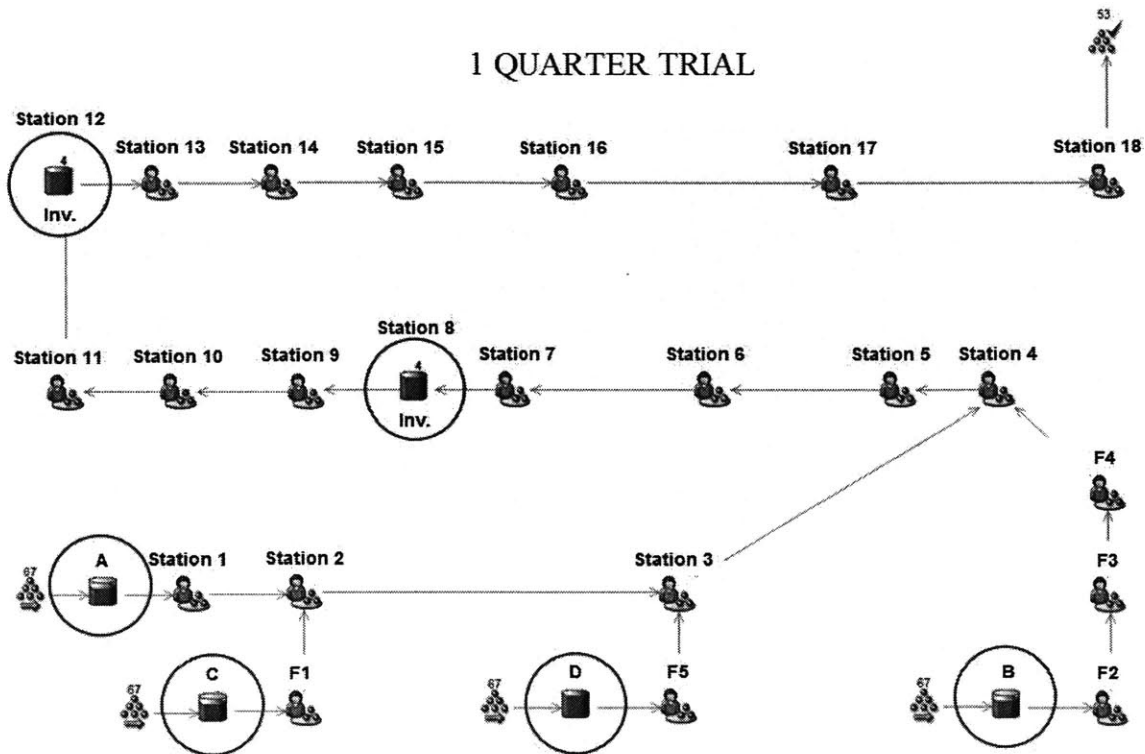 53
1 QUARTER TRIAL
Station 12
Station 13 Station 14 Station 15 Station 16 Station 17 Station 18
4
Inv.
Station 8
Station 11 Station 10 Station 9 Station 7 Station 6 Station 5 Station 4
4
Inv.
F4
A Station 1 Station 2 Station 3 F3
67
C F1 D F5 B F2
67 67 67